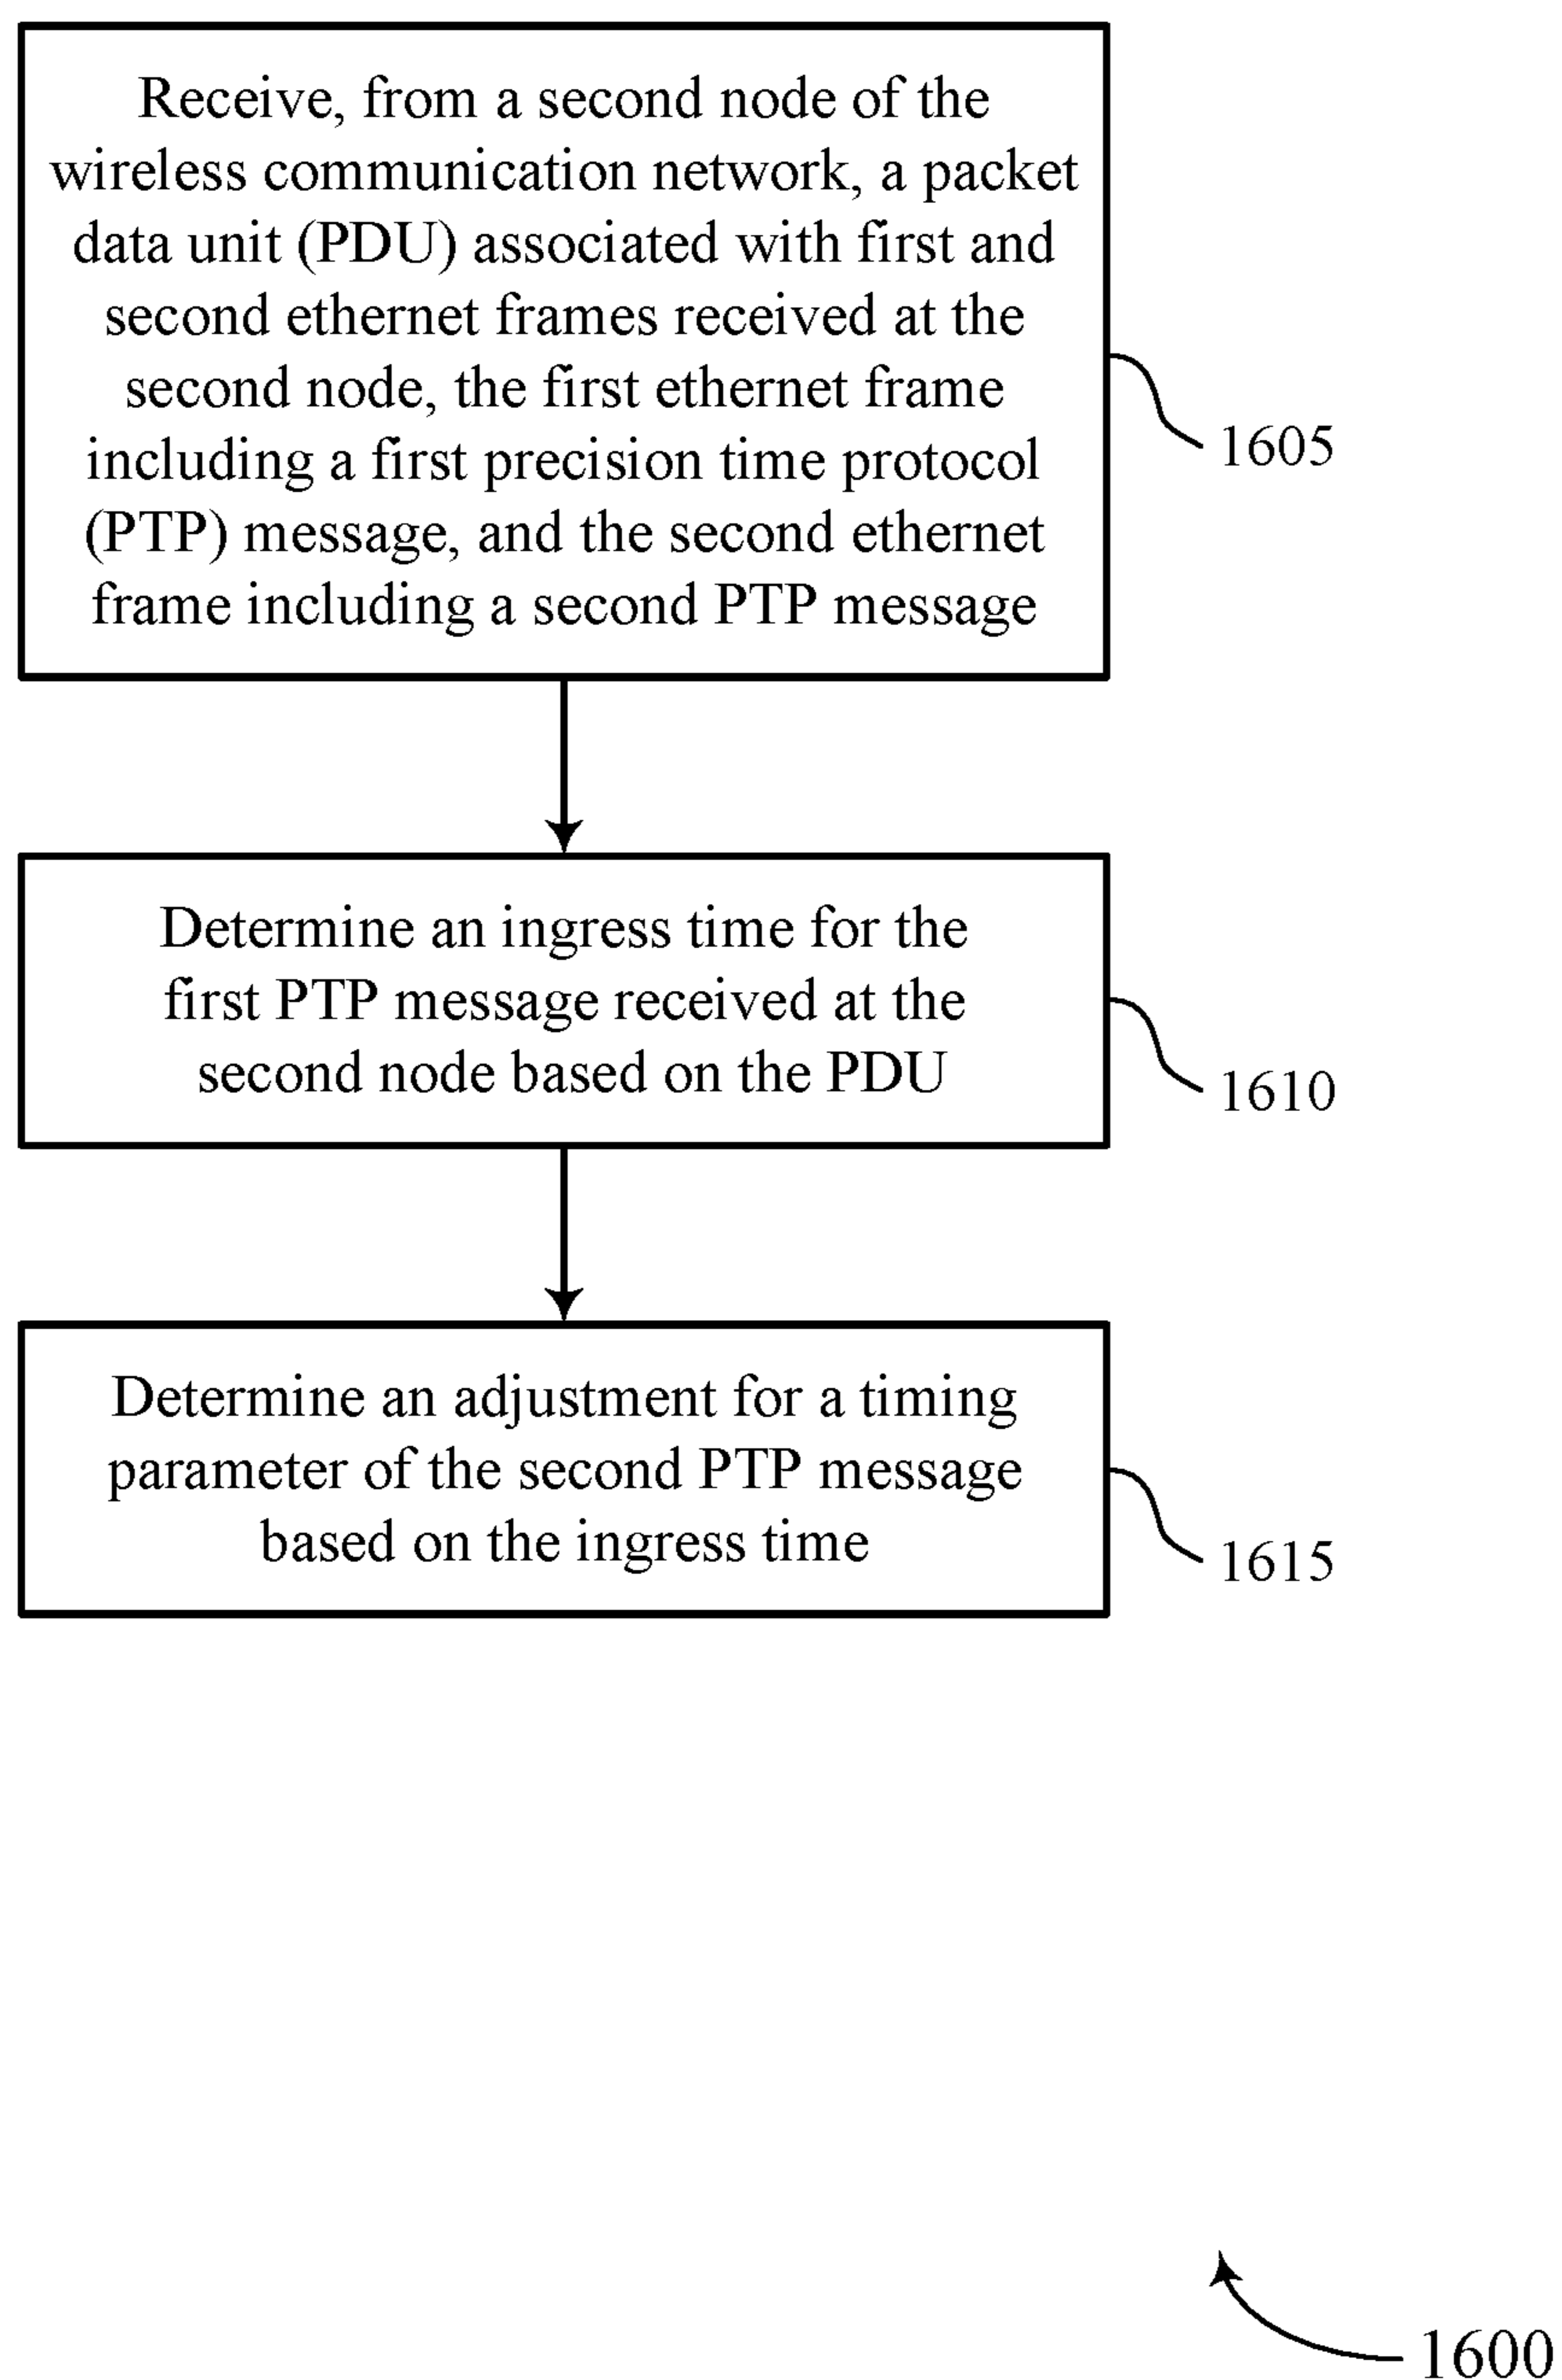 Receive, from a second node of the
wireless communication network, a packet
data unit (PDU) associated with first and
second ethernet frames received at the
second node, the first ethernet frame
including a first precision time protocol
(PTP) message, and the second ethernet
frame including a second PTP message
1605
Determine an ingress time for the
first PTP message received at the
second node based on the PDU
1610
Determine an adjustment for a timing
parameter of the second PTP message
based on the ingress time
1615
1600